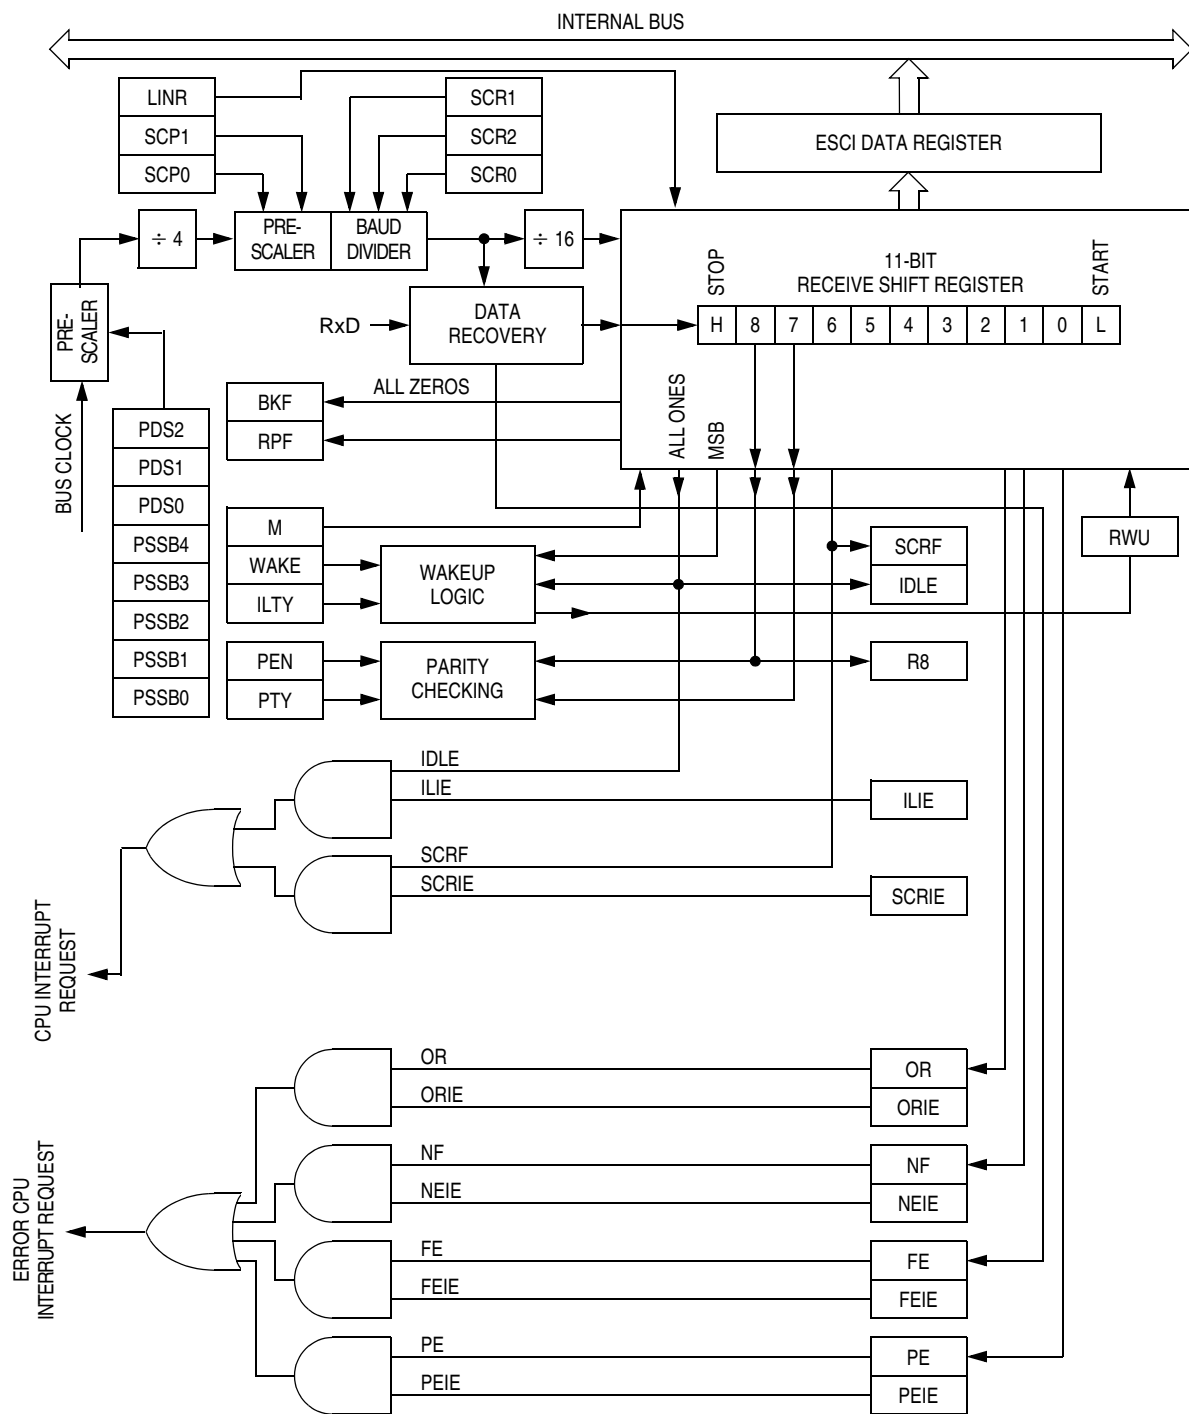 INTERNAL BUS
LINR
SCP1
SCP0
SCR1
SCR2
SCR0
ESCI DATA REGISTER
÷ 4
PRE-
SCALER
BAUD
DIVIDER
÷ 16
PRE-
SCALER
BUS CLOCK
RxD
DATA
RECOVERY
STOP
11-BIT
RECEIVE SHIFT REGISTER
START
H 8 7 6 5 4 3 2 1 0 L
ALL ZEROS
ALL ONES
MSB
BKF
RPF
PDS2
PDS1
PDS0
PSSB4
PSSB3
PSSB2
PSSB1
PSSB0
M
WAKE
ILTY
WAKEUP
LOGIC
PEN
PTY
PARITY
CHECKING
SCRF
IDLE
RWU
R8
IDLE
ILIE
ILIE
SCRF
SCRIE
SCRIE
CPU INTERRUPT
REQUEST
OR
ORIE
OR
ORIE
NF
NEIE
NF
NEIE
FE
FEIE
FE
FEIE
PE
PEIE
PE
PEIE
ERROR CPU
INTERRUPT REQUEST